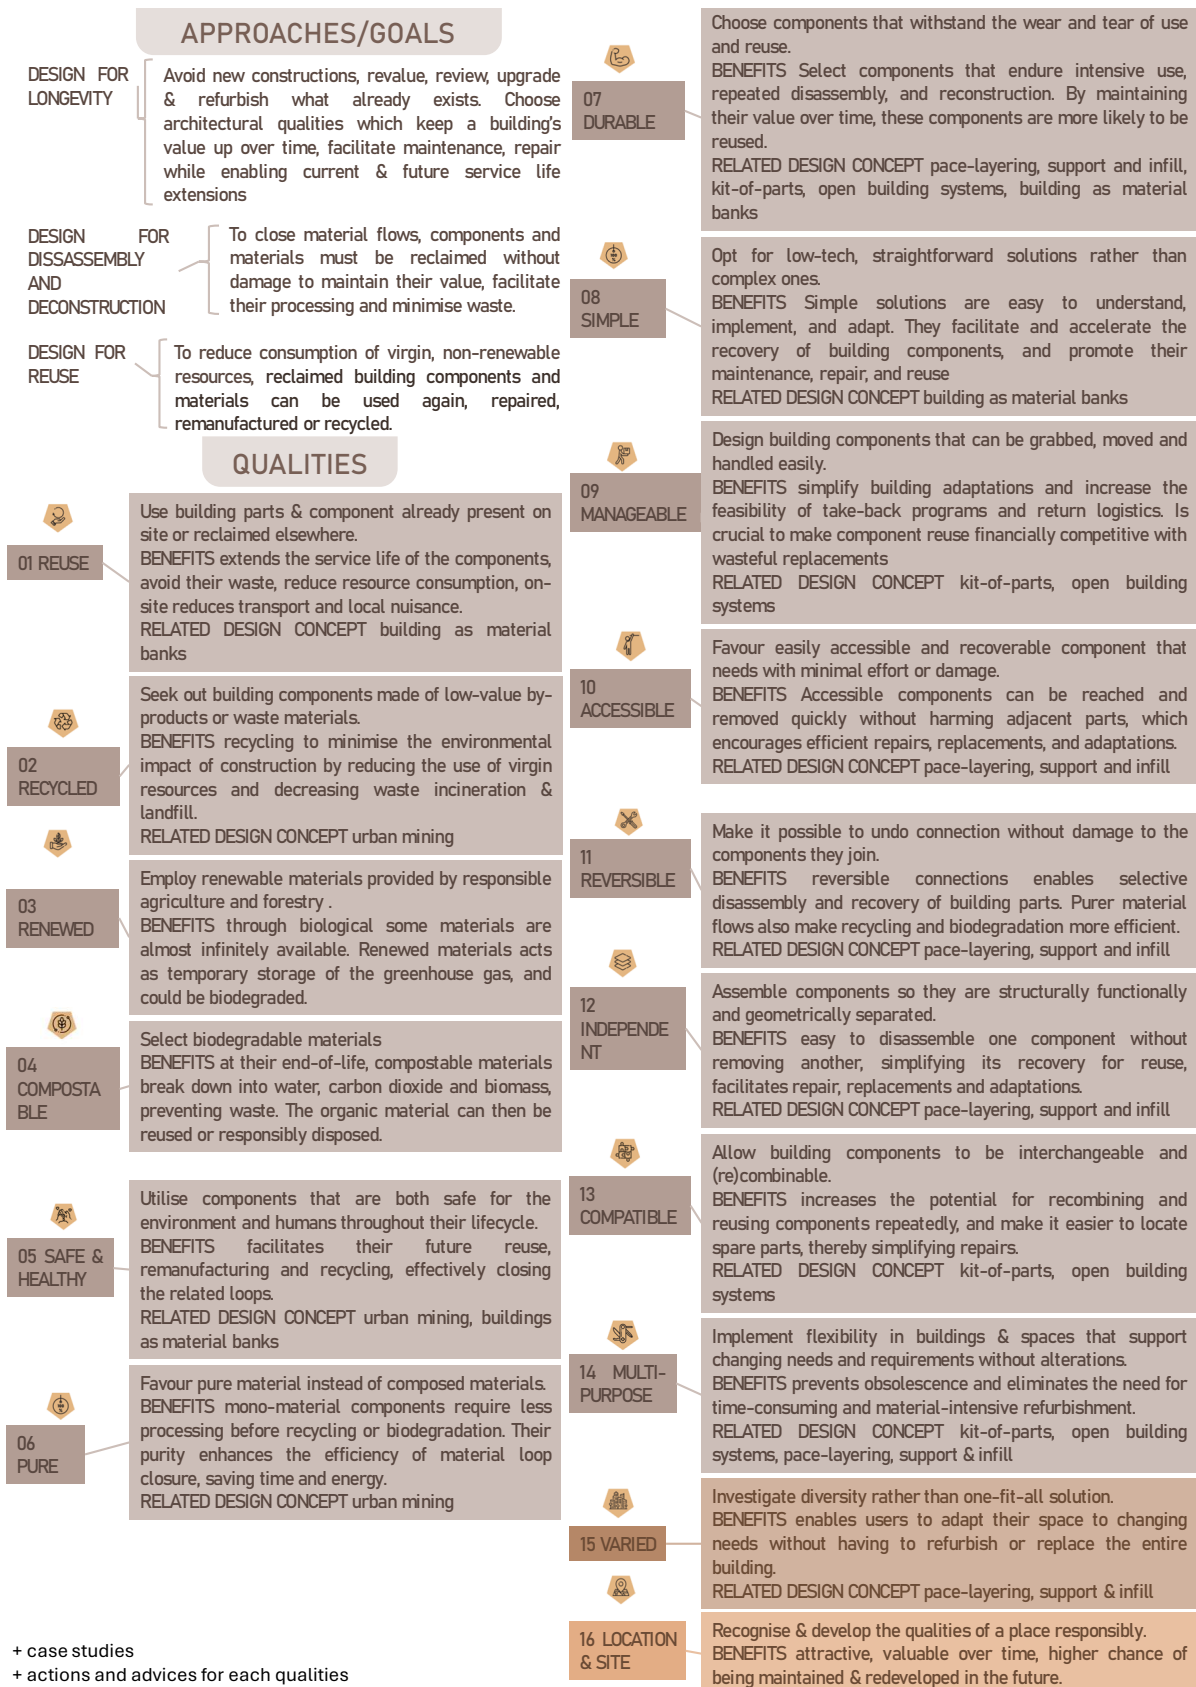 APPROACHES/GOALS
DESIGN FOR
LONGEVITY
Avoid new constructions, revalue, review, upgrade
& refurbish what already exists. Choose
architectural qualities which keep a building's
value up over time, facilitate maintenance, repair
while enabling current & future service life
extensions
DESIGN FOR
DISSASSEMBLY
AND
DECONSTRUCTION
To close material flows, components and
materials must be reclaimed without
damage to maintain their value, facilitate
their processing and minimise waste.
DESIGN FOR
REUSE
To reduce consumption of virgin, non-renewable
resources, reclaimed building components and
materials can be used again, repaired,
remanufactured or recycled.
QUALITIES
01 REUSE
Use building parts & component already present on
site or reclaimed elsewhere.
BENEFITS extends the service life of the components,
avoid their waste, reduce resource consumption, on-
site reduces transport and local nuisance.
RELATED DESIGN CONCEPT building as material
banks
02
RECYCLED
Seek out building components made of low-value by-
products or waste materials.
BENEFITS recycling to minimise the environmental
impact of construction by reducing the use of virgin
resources and decreasing waste incineration &
landfill.
RELATED DESIGN CONCEPT urban mining
03
RENEWED
Employ renewable materials provided by responsible
agriculture and forestry .
BENEFITS through biological some materials are
almost infinitely available. Renewed materials acts
as temporary storage of the greenhouse gas, and
could be biodegraded.
04
COMPOSTA
BLE
Select biodegradable materials
BENEFITS at their end-of-life, compostable materials
break down into water, carbon dioxide and biomass,
preventing waste. The organic material can then be
reused or responsibly disposed.
05 SAFE &
HEALTHY
Utilise components that are both safe for the
environment and humans throughout their lifecycle.
BENEFITS facilitates their future reuse,
remanufacturing and recycling, effectively closing
the related loops.
RELATED DESIGN CONCEPT urban mining, buildings
as material banks
06
PURE
Favour pure material instead of composed materials.
BENEFITS mono-material components require less
processing before recycling or biodegradation. Their
purity enhances the efficiency of material loop
closure, saving time and energy.
RELATED DESIGN CONCEPT urban mining
+ case studies
+ actions and advices for each qualities
07
DURABLE
Choose components that withstand the wear and tear of use
and reuse.
BENEFITS Select components that endure intensive use,
repeated disassembly, and reconstruction. By maintaining
their value over time, these components are more likely to be
reused.
RELATED DESIGN CONCEPT pace-layering, support and infill,
kit-of-parts, open building systems, building as material
banks
08
SIMPLE
Opt for low-tech, straightforward solutions rather than
complex ones.
BENEFITS Simple solutions are easy to understand,
implement, and adapt. They facilitate and accelerate the
recovery of building components, and promote their
maintenance, repair, and reuse
RELATED DESIGN CONCEPT building as material banks
09
MANAGEABLE
Design building components that can be grabbed, moved and
handled easily.
BENEFITS simplify building adaptations and increase the
feasibility of take-back programs and return logistics. Is
crucial to make component reuse financially competitive with
wasteful replacements
RELATED DESIGN CONCEPT kit-of-parts, open building
systems
10
ACCESSIBLE
Favour easily accessible and recoverable component that
needs with minimal effort or damage.
BENEFITS Accessible components can be reached and
removed quickly without harming adjacent parts, which
encourages efficient repairs, replacements, and adaptations.
RELATED DESIGN CONCEPT pace-layering, support and infill
11
REVERSIBLE
Make it possible to undo connection without damage to the
components they join.
BENEFITS reversible connections enables selective
disassembly and recovery of building parts. Purer material
flows also make recycling and biodegradation more efficient.
RELATED DESIGN CONCEPT pace-layering, support and infill
12
INDEPENDE
NT
Assemble components so they are structurally functionally
and geometrically separated.
BENEFITS easy to disassemble one component without
removing another, simplifying its recovery for reuse,
facilitates repair, replacements and adaptations.
RELATED DESIGN CONCEPT pace-layering, support and infill
13
COMPATIBLE
Allow building components to be interchangeable and
(re)combinable.
BENEFITS increases the potential for recombining and
reusing components repeatedly, and make it easier to locate
spare parts, thereby simplifying repairs.
RELATED DESIGN CONCEPT kit-of-parts, open building
systems
14 MULTI-
PURPOSE
Implement flexibility in buildings & spaces that support
changing needs and requirements without alterations.
BENEFITS prevents obsolescence and eliminates the need for
time-consuming and material-intensive refurbishment.
RELATED DESIGN CONCEPT kit-of-parts, open building
systems, pace-layering, support & infill
15 VARIED
Investigate diversity rather than one-fit-all solution.
BENEFITS enables users to adapt their space to changing
needs without having to refurbish or replace the entire
building.
RELATED DESIGN CONCEPT pace-layering, support & infill
16 LOCATION
& SITE
Recognise & develop the qualities of a place responsibly.
BENEFITS attractive, valuable over time, higher chance of
being maintained & redeveloped in the future.